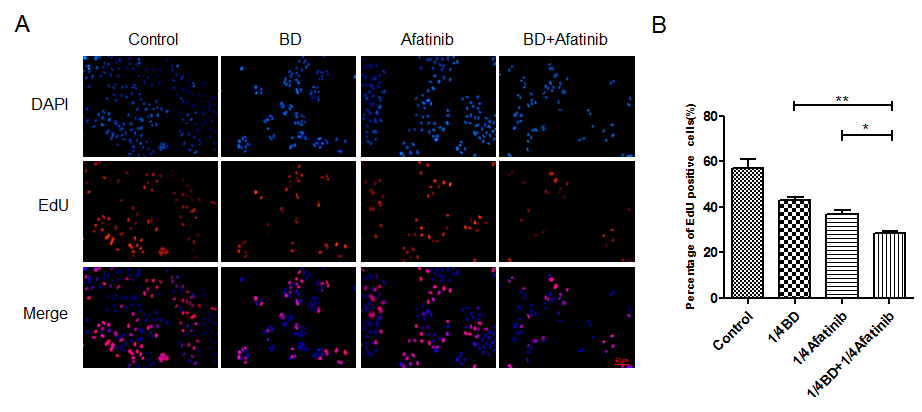 A
Control BD Afatinib BD+Afatinib
DAPI
EdU
Merge
B
**
*
Percentage of EdU positive cells(%)
80
60
40
20
0
Control
1/4BD
1/4Afatinib
1/4BD+1/4Afatinib